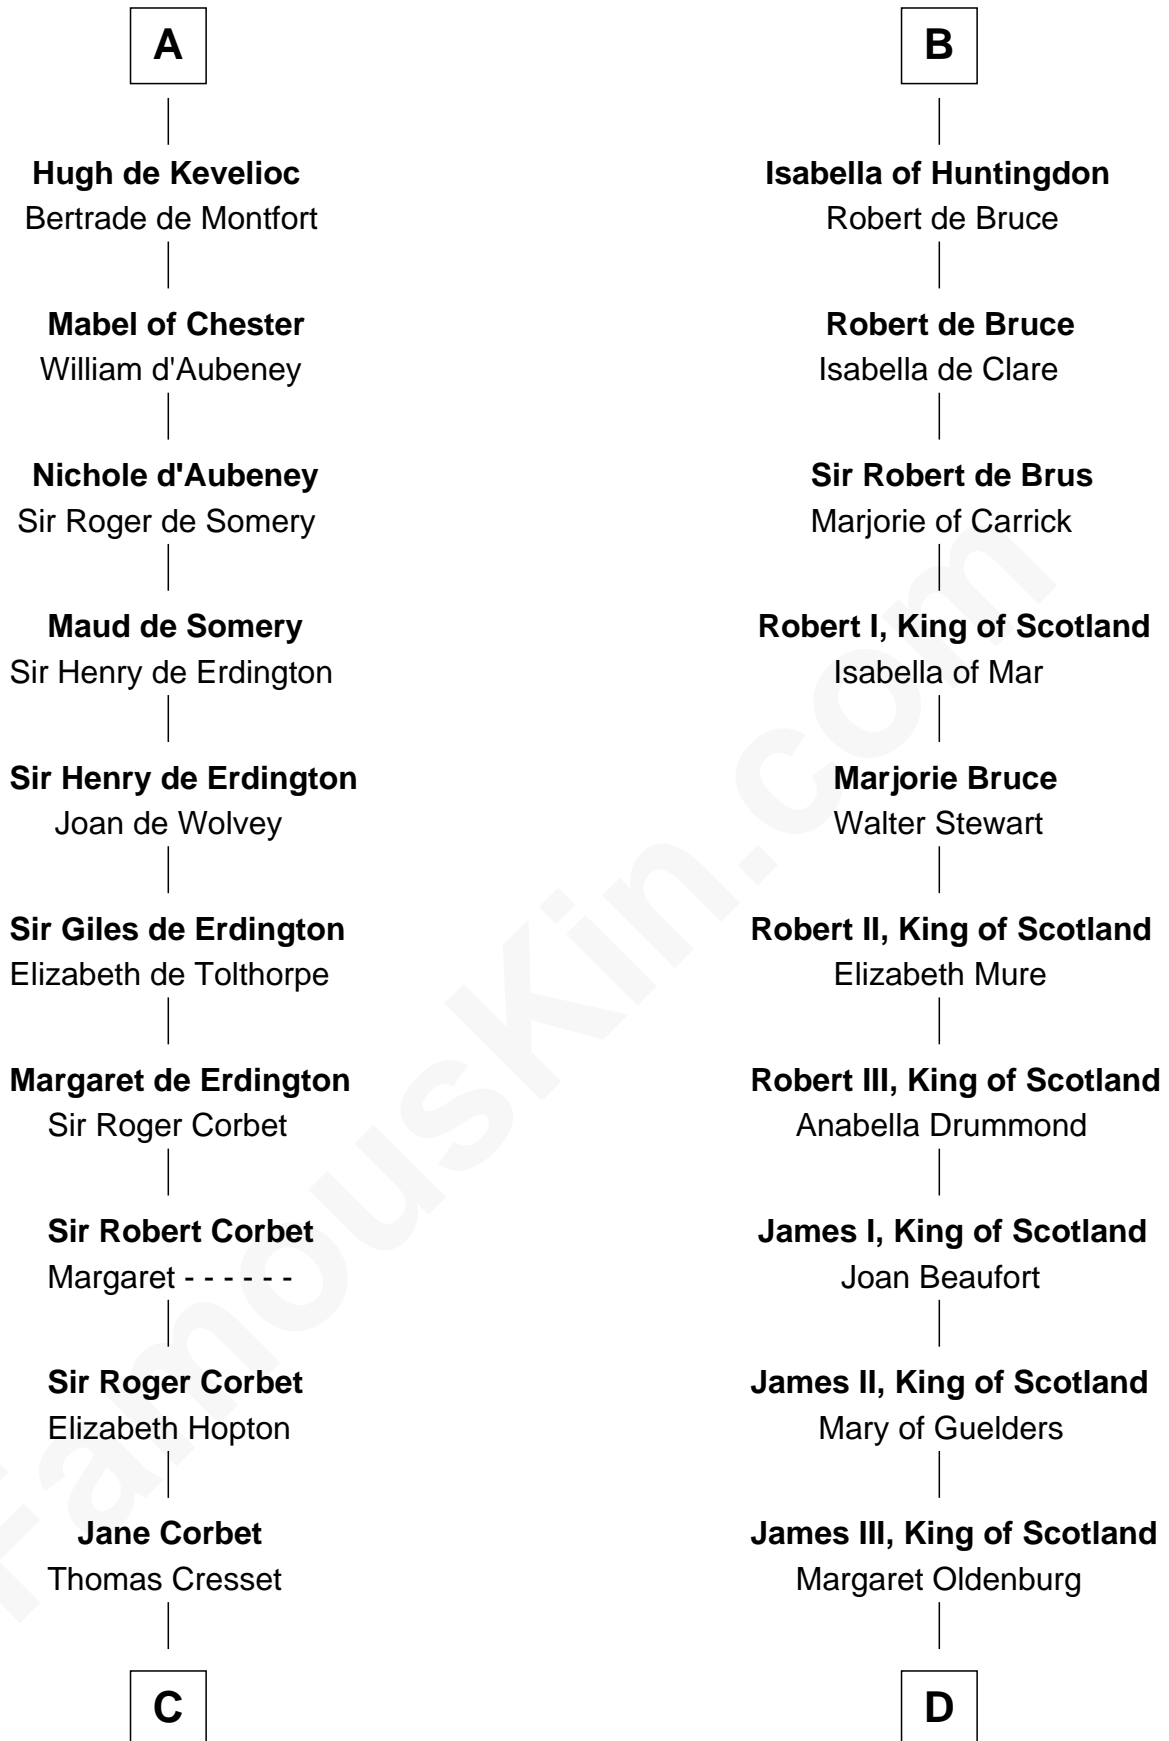 A
Hugh de Kevelioc
Bertrade de Montfort
Mabel of Chester
William d'Aubeney
Nichole d'Aubeney
Sir Roger de Somery
Maud de Somery
Sir Henry de Erdington
Sir Henry de Erdington
Joan de Wolvey
Sir Giles de Erdington
Elizabeth de Tolthorpe
Margaret de Erdington
Sir Roger Corbet
Sir Robert Corbet
Margaret - - - - - -
Sir Roger Corbet
Elizabeth Hopton
Jane Corbet
Thomas Cresset
C
B
Isabella of Huntingdon
Robert de Bruce
Robert de Bruce
Isabella de Clare
Sir Robert de Brus
Marjorie of Carrick
Robert I, King of Scotland
Isabella of Mar
Marjorie Bruce
Walter Stewart
Robert II, King of Scotland
Elizabeth Mure
Robert III, King of Scotland
Anabella Drummond
James I, King of Scotland
Joan Beaufort
James II, King of Scotland
Mary of Guelders
James III, King of Scotland
Margaret Oldenburg
D
FamousKin.com